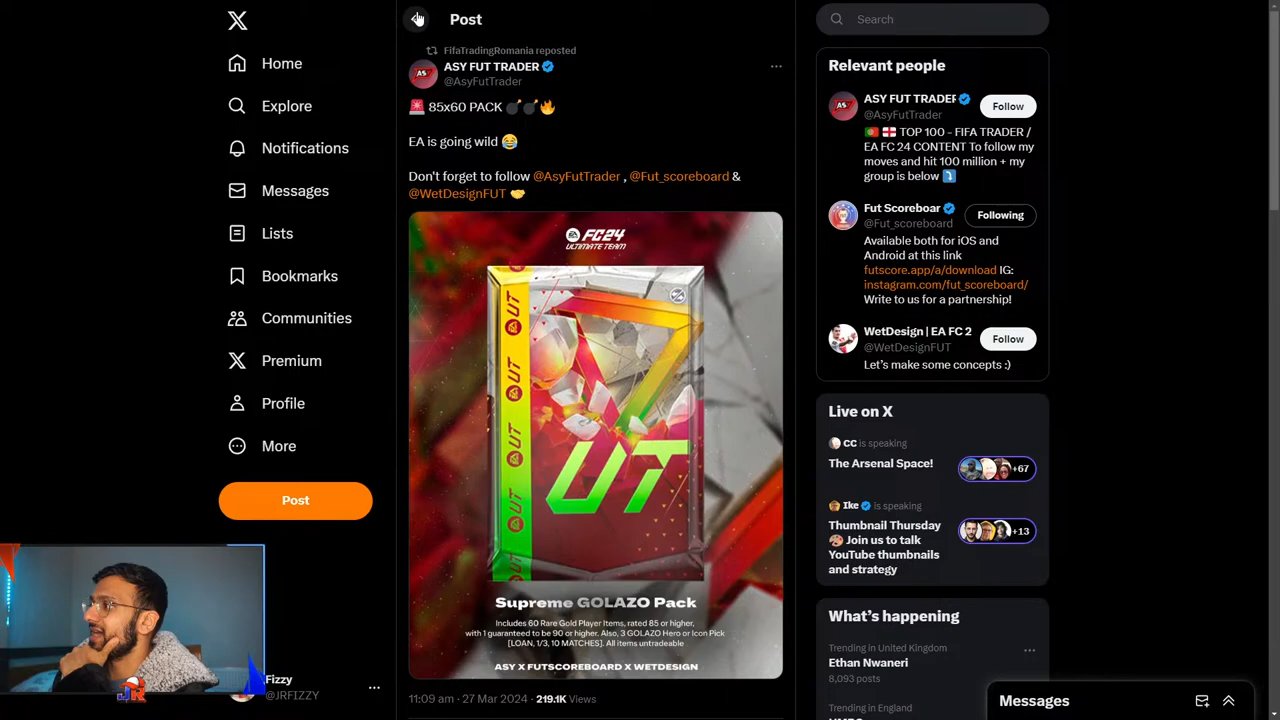 Home
Explore
Notifications
Messages
Lists
Bookmarks
Communities
Premium
Profile
More
Post
Fizzy
@JRFIZZY
Post
FifaTradingRomania reposted
ASY FUT TRADER
@AsyFutTrader
🚨 85x60 PACK 💣💣🔥
EA is going wild 😂
Don't forget to follow @AsyFutTrader , @Fut_scoreboard &
@WetDesignFUT 🤝
FC24
ULTIMATE TEAM
UT
UT
UT
UT
UT
UT
Supreme GOLAZO Pack
Includes 60 Rare Gold Player Items, rated 85 or higher,
with 1 guaranteed to be 90 or higher. Also, 3 GOLAZO Hero or Icon Pick
[LOAN, 1/3, 10 MATCHES]. All items untradeable
ASY X FUTSCOREBOARD X WETDESIGN
11:09 am · 27 Mar 2024 · 219.1K Views
Search
Relevant people
ASY FUT TRADER
@AsyFutTrader
Follow
🇵🇹 🏴󠁧󠁢󠁥󠁮󠁧󠁿 TOP 100 - FIFA TRADER /
EA FC 24 CONTENT To follow my
moves and hit 100 million + my
group is below ⤵️
Fut Scoreboar
@Fut_scoreboard
Following
Available both for iOS and
Android at this link
futscore.app/a/download IG:
instagram.com/fut_scoreboard/
Write to us for a partnership!
WetDesign | EA FC 2
@WetDesignFUT
Follow
Let's make some concepts :)
Live on X
CC is speaking
The Arsenal Space!
+67
Ike is speaking
Thumbnail Thursday
🎤 Join us to talk
YouTube thumbnails
and strategy
+13
What's happening
Trending in United Kingdom
Ethan Nwaneri
8,093 posts
Trending in England
Messages